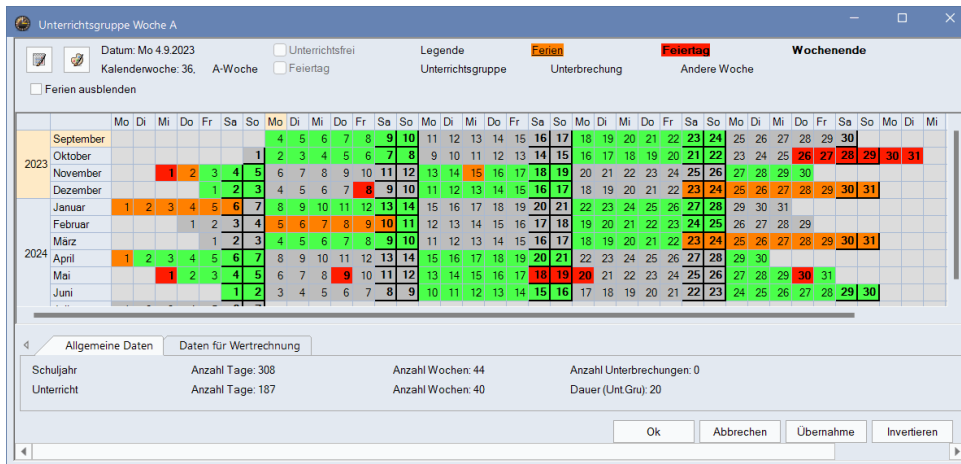 Unterrichtsgruppe Woche A
Datum: Mo 4.9.2023 Unterrichtsfrei Legende Ferien Feiertag Wochenende
Kalenderwoche: 36, A-Woche Feiertag Unterrichtsgruppe Unterbrechung Andere Woche
Ferien ausblenden
Mo Di Mi Do Fr Sa So Mo Di Mi Do Fr Sa So Mo Di Mi Do Fr Sa So Mo Di Mi Do Fr Sa So Mo Di Mi Do Fr Sa So Mo Di Mi
2023
September 4 5 6 7 8 9 10 11 12 13 14 15 16 17 18 19 20 21 22 23 24 25 26 27 28 29 30
Oktober 1 2 3 4 5 6 7 8 9 10 11 12 13 14 15 16 17 18 19 20 21 22 23 24 25 26 27 28 29 30 31
November 1 2 3 4 5 6 7 8 9 10 11 12 13 14 15 16 17 18 19 20 21 22 23 24 25 26 27 28 29 30
Dezember 1 2 3 4 5 6 7 8 9 10 11 12 13 14 15 16 17 18 19 20 21 22 23 24 25 26 27 28 29 30 31
2024
Januar 1 2 3 4 5 6 7 8 9 10 11 12 13 14 15 16 17 18 19 20 21 22 23 24 25 26 27 28 29 30 31
Februar 1 2 3 4 5 6 7 8 9 10 11 12 13 14 15 16 17 18 19 20 21 22 23 24 25 26 27 28 29
März 1 2 3 4 5 6 7 8 9 10 11 12 13 14 15 16 17 18 19 20 21 22 23 24 25 26 27 28 29 30 31
April 1 2 3 4 5 6 7 8 9 10 11 12 13 14 15 16 17 18 19 20 21 22 23 24 25 26 27 28 29 30
Mai 1 2 3 4 5 6 7 8 9 10 11 12 13 14 15 16 17 18 19 20 21 22 23 24 25 26 27 28 29 30 31
Juni 1 2 3 4 5 6 7 8 9 10 11 12 13 14 15 16 17 18 19 20 21 22 23 24 25 26 27 28 29 30
Allgemeine Daten Daten für Wertrechnung
Schuljahr Anzahl Tage: 308 Anzahl Wochen: 44 Anzahl Unterbrechungen: 0
Unterricht Anzahl Tage: 187 Anzahl Wochen: 40 Dauer (Unt.Gru): 20
Ok Abbrechen Übernahme Invertieren